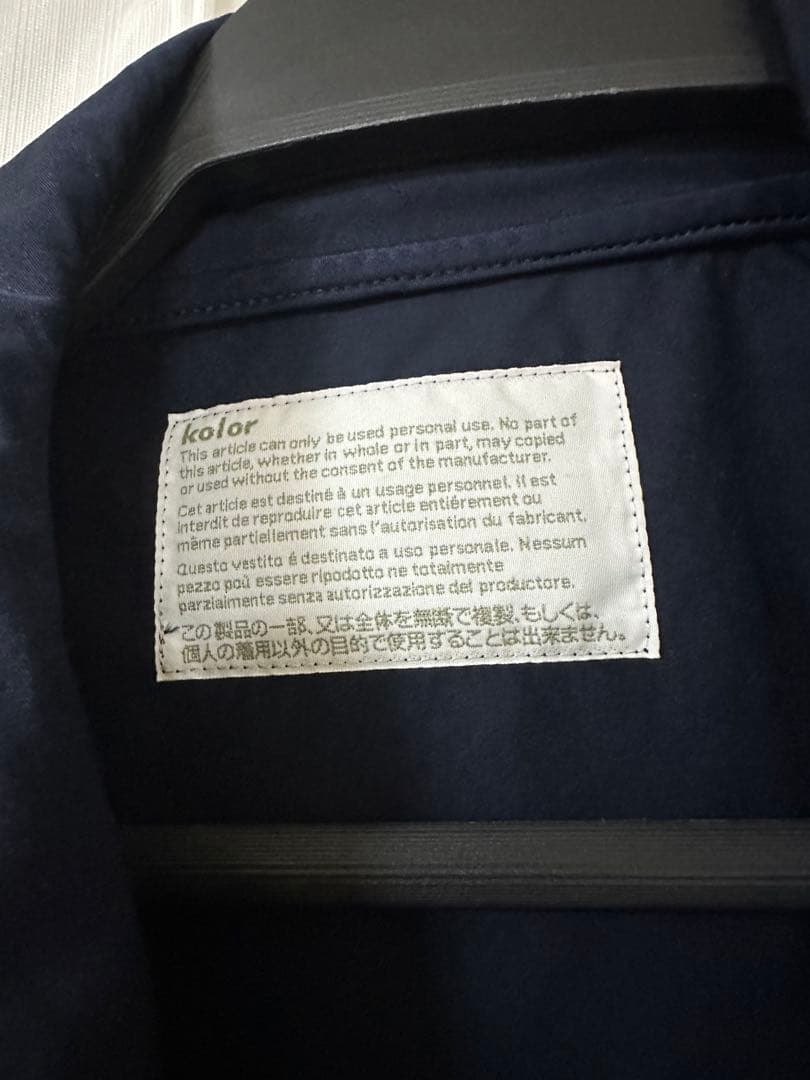 kolor
This article can only be used personal use. No part of
this article, whether in whole or in part, may copied
or used without the consent of the manufacturer.
Cet article est destiné à un usage personnel. Il est
interdit de reproduire cet article entiérement ou
même partiellement sans l'autorisation du fabricant.
Questo vestito é destinato a uso personale. Nessum
pezzo poú essere ripodotto ne totalmente
parzialmente senza autorizzazione del productore.
この製品の一部、又は全体を無断で複製、もしくは、
個人の着用以外の目的で使用することは出来ません。